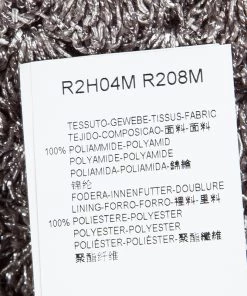 R2H04M R208M
TESSUTO-GEWEBE-TISSUS-FABRIC
TEJIDO-COMPOSICAO-面料-面料
100% POLIAMMIDE-POLYAMID
POLYAMIDE-POLYAMIDE
POLIAMIDA-POLIAMIDA-錦綸
锦纶
FODERA-INNENFUTTER-DOUBLURE
LINING-FORRO-FORRO-裡料-里料
100% POLIESTERE-POLYESTER
POLYESTER-POLYESTER
POLIÉSTER-POLIÉSTER-聚酯纖維
聚酯纤维